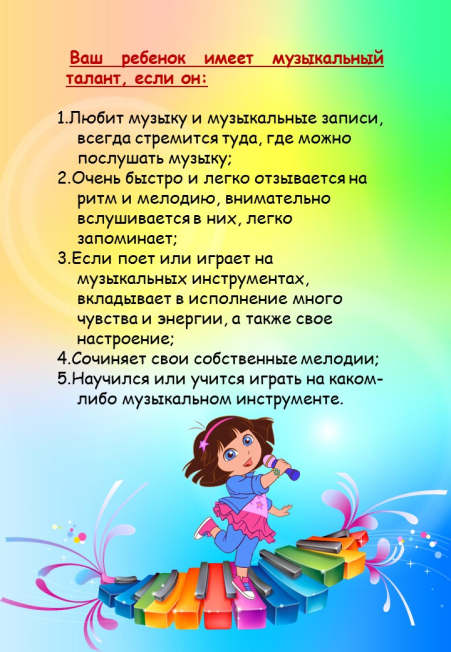 Ваш ребенок имеет музыкальный
талант, если он:
1.Любит музыку и музыкальные записи,
всегда стремится туда, где можно
послушать музыку;
2.Очень быстро и легко отзывается на
ритм и мелодию, внимательно
вслушивается в них, легко
запоминает;
3.Если поет или играет на
музыкальных инструментах,
вкладывает в исполнение много
чувства и энергии, а также свое
настроение;
4.Сочиняет свои собственные мелодии;
5.Научился или учится играть на каком-
либо музыкальном инструменте.